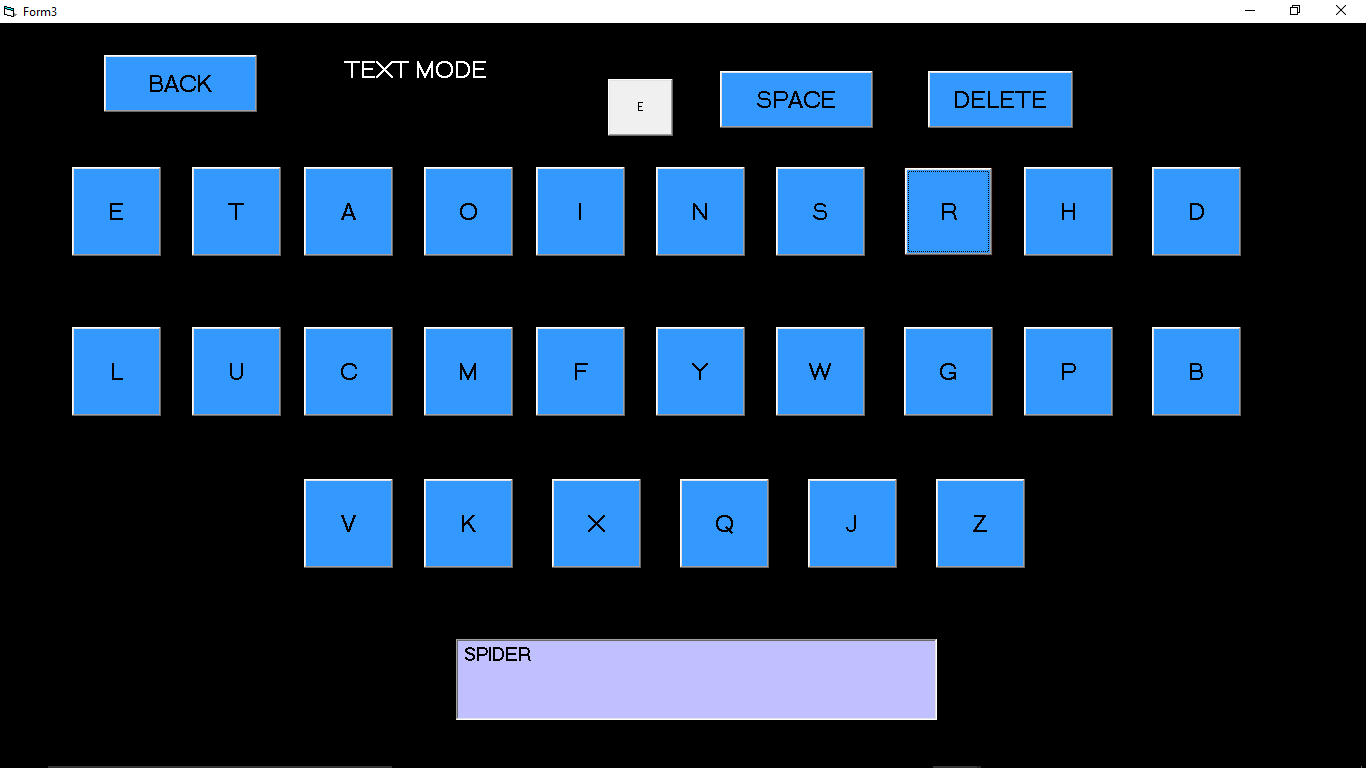 Form3
BACK
TEXT MODE
E
SPACE
DELETE
E T A O I N S R H D
L U C M F Y W G P B
V K X Q J Z
SPIDER